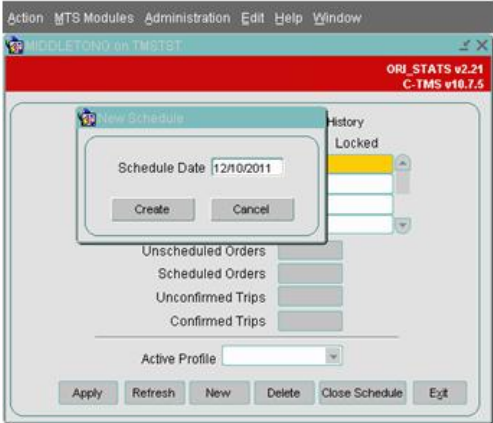 Action MTS Modules Administration Edit Help Window
MIDDLETONO on TMSTST
ORJ_STATS v2.21
C-TMS v10.7.5
New Schedule
History
Locked
Schedule Date 12/10/2011
Create Cancel
Unscheduled Orders
Scheduled Orders
Unconfirmed Trips
Confirmed Trips
Active Profile
Apply Refresh New Delete Close Schedule Exit